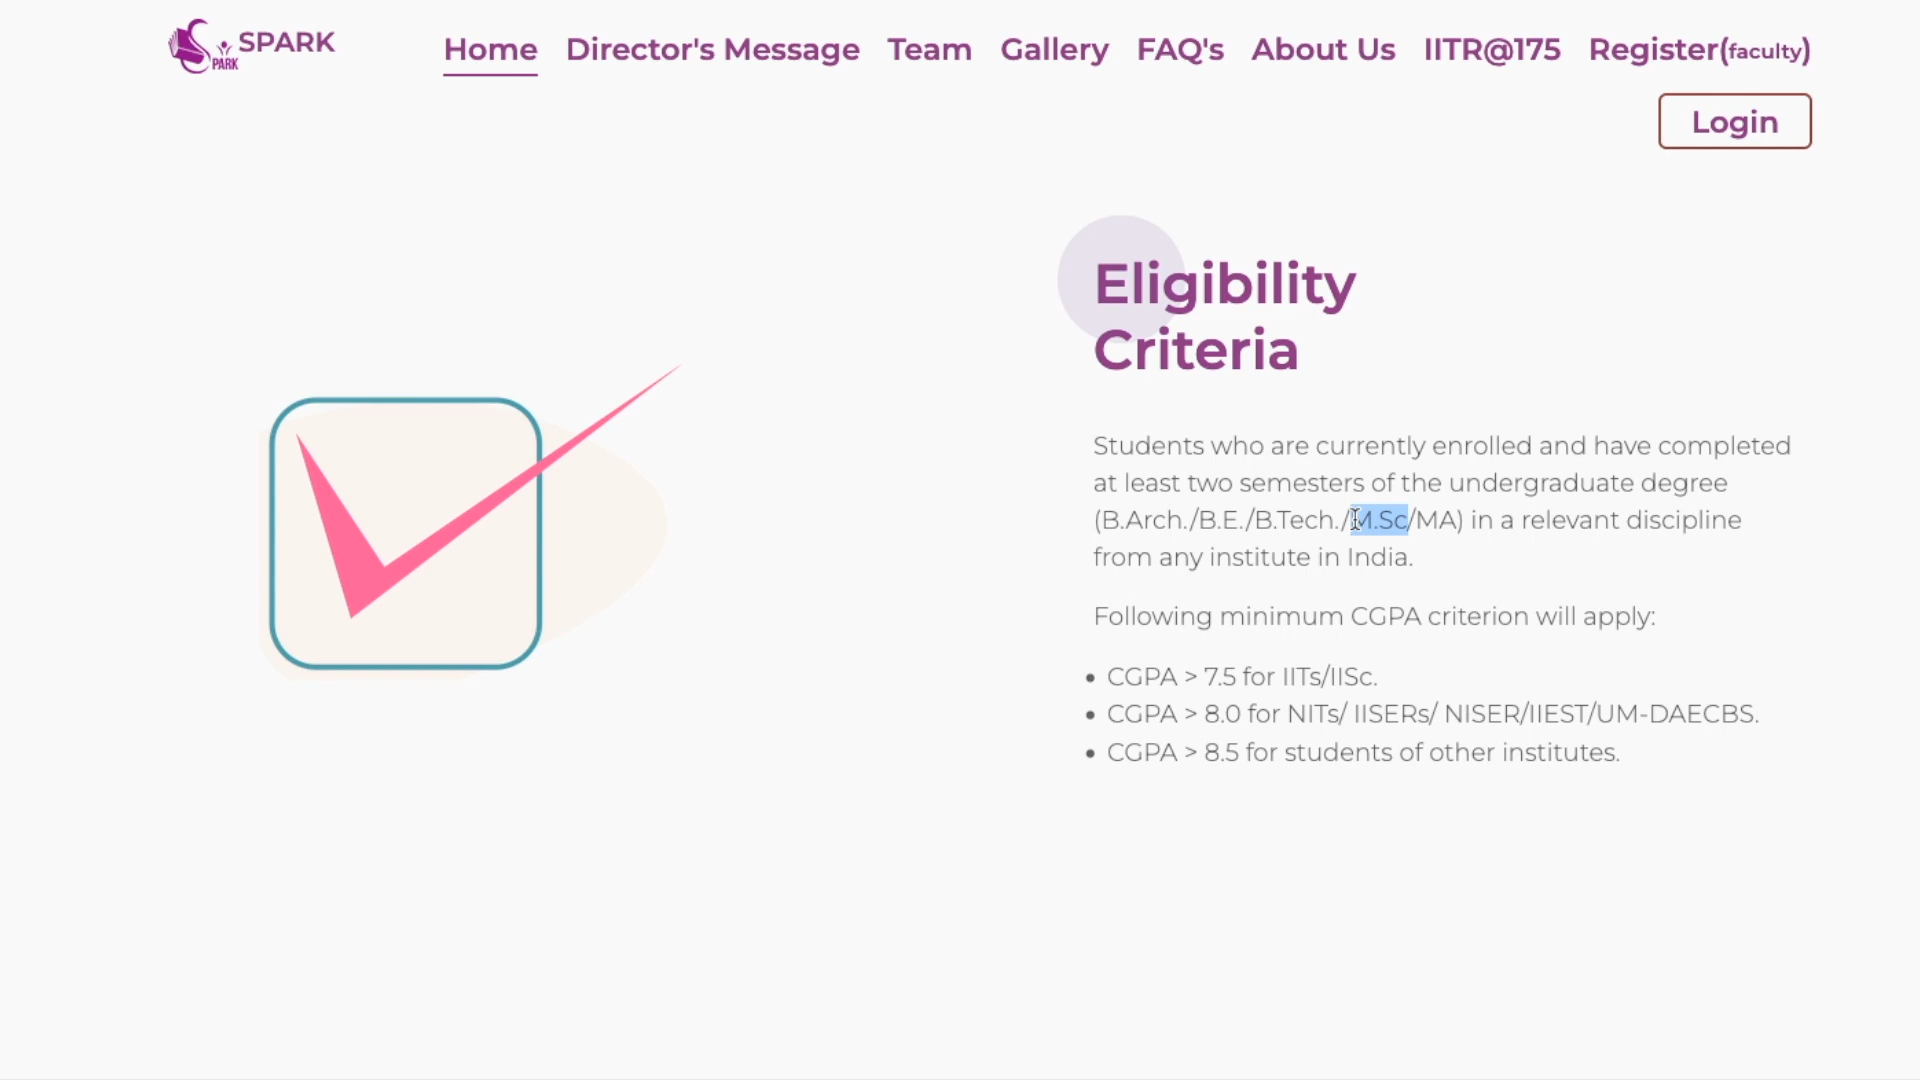 SPARK
PARK
Home Director's Message Team Gallery FAQ's About Us IITR@175 Register(faculty)
Login
Eligibility
Criteria
Students who are currently enrolled and have completed
at least two semesters of the undergraduate degree
(B.Arch./B.E./B.Tech./M.Sc/MA) in a relevant discipline
from any institute in India.
Following minimum CGPA criterion will apply:
• CGPA > 7.5 for IITs/IISc.
• CGPA > 8.0 for NITs/ IISERs/ NISER/IIEST/UM-DAECBS.
• CGPA > 8.5 for students of other institutes.